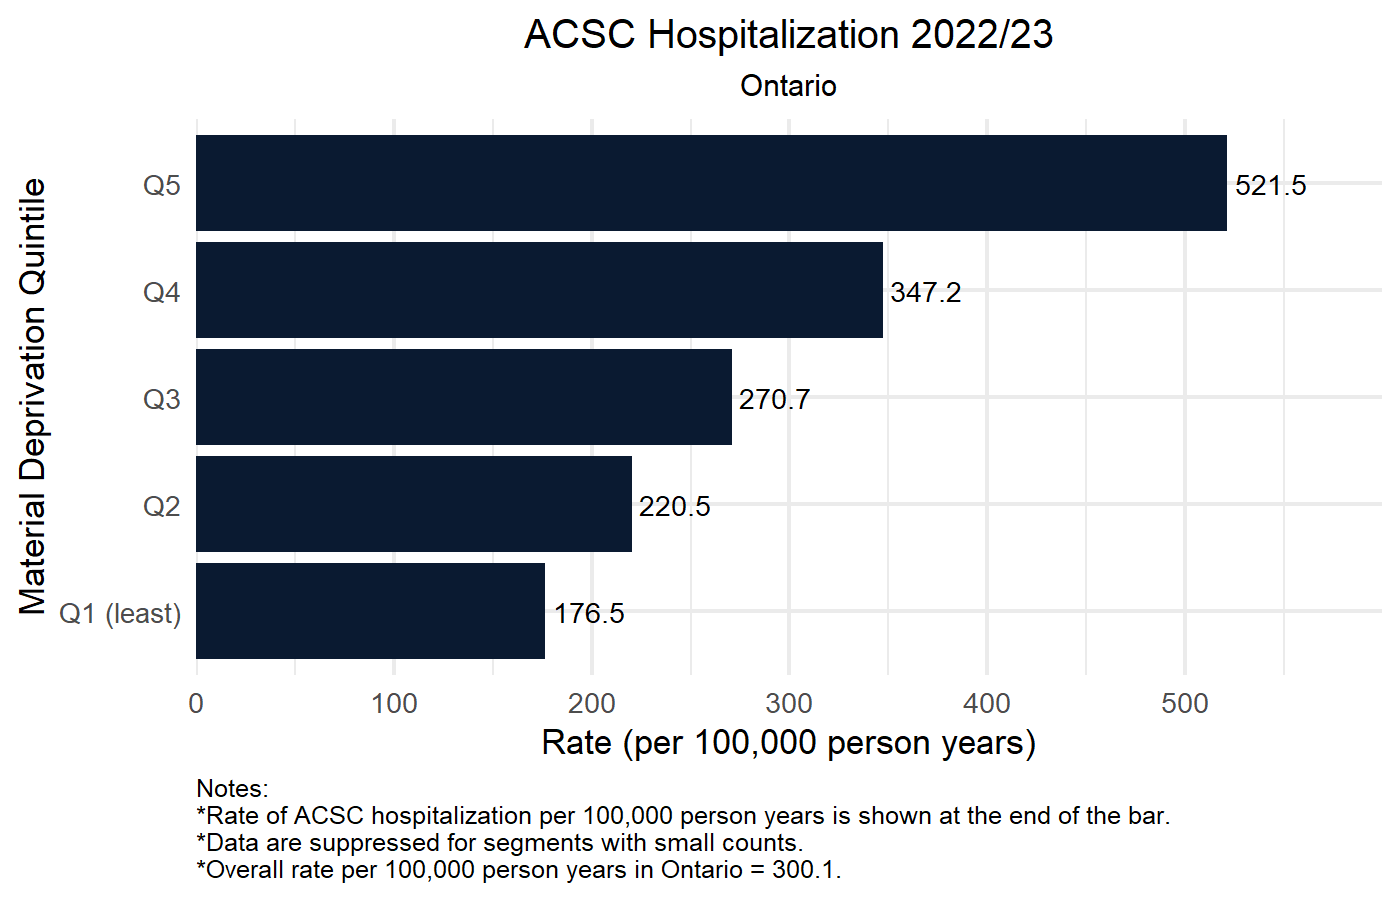 ACSC Hospitalization 2022/23
Ontario
Material Deprivation Quintile
Q5
521.5
Q4
347.2
Q3
270.7
Q2
220.5
Q1 (least)
176.5
0 100 200 300 400 500
Rate (per 100,000 person years)
Notes:
*Rate of ACSC hospitalization per 100,000 person years is shown at the end of the bar.
*Data are suppressed for segments with small counts.
*Overall rate per 100,000 person years in Ontario = 300.1.